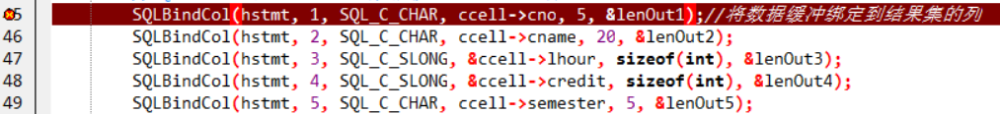 45 SQLBindCol(hstmt, 1, SQL_C_CHAR, ccell->cno, 5, &lenOut1);//将数据缓冲绑定到结果集的列
46 SQLBindCol(hstmt, 2, SQL_C_CHAR, ccell->cname, 20, &lenOut2);
47 SQLBindCol(hstmt, 3, SQL_C_SLONG, &ccell->lhour, sizeof(int), &lenOut3);
48 SQLBindCol(hstmt, 4, SQL_C_SLONG, &ccell->credit, sizeof(int), &lenOut4);
49 SQLBindCol(hstmt, 5, SQL_C_CHAR, ccell->semester, 5, &lenOut5);